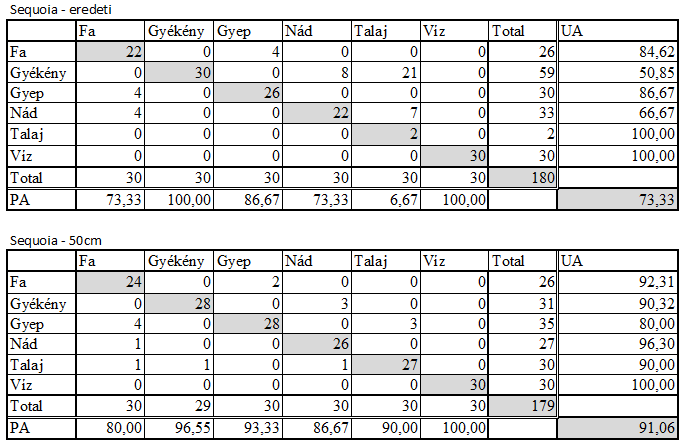 Sequoia - eredeti
Fa Gyékény Gyep Nád Talaj Víz Total UA
Fa 22 0 4 0 0 0 26 84,62
Gyékény 0 30 0 8 21 0 59 50,85
Gyep 4 0 26 0 0 0 30 86,67
Nád 4 0 0 22 7 0 33 66,67
Talaj 0 0 0 0 2 0 2 100,00
Víz 0 0 0 0 0 30 30 100,00
Total 30 30 30 30 30 30 180
PA 73,33 100,00 86,67 73,33 6,67 100,00 73,33
Sequoia - 50cm
Fa Gyékény Gyep Nád Talaj Víz Total UA
Fa 24 0 2 0 0 0 26 92,31
Gyékény 0 28 0 3 0 0 31 90,32
Gyep 4 0 28 0 3 0 35 80,00
Nád 1 0 0 26 0 0 27 96,30
Talaj 1 1 0 1 27 0 30 90,00
Víz 0 0 0 0 0 30 30 100,00
Total 30 29 30 30 30 30 179
PA 80,00 96,55 93,33 86,67 90,00 100,00 91,06